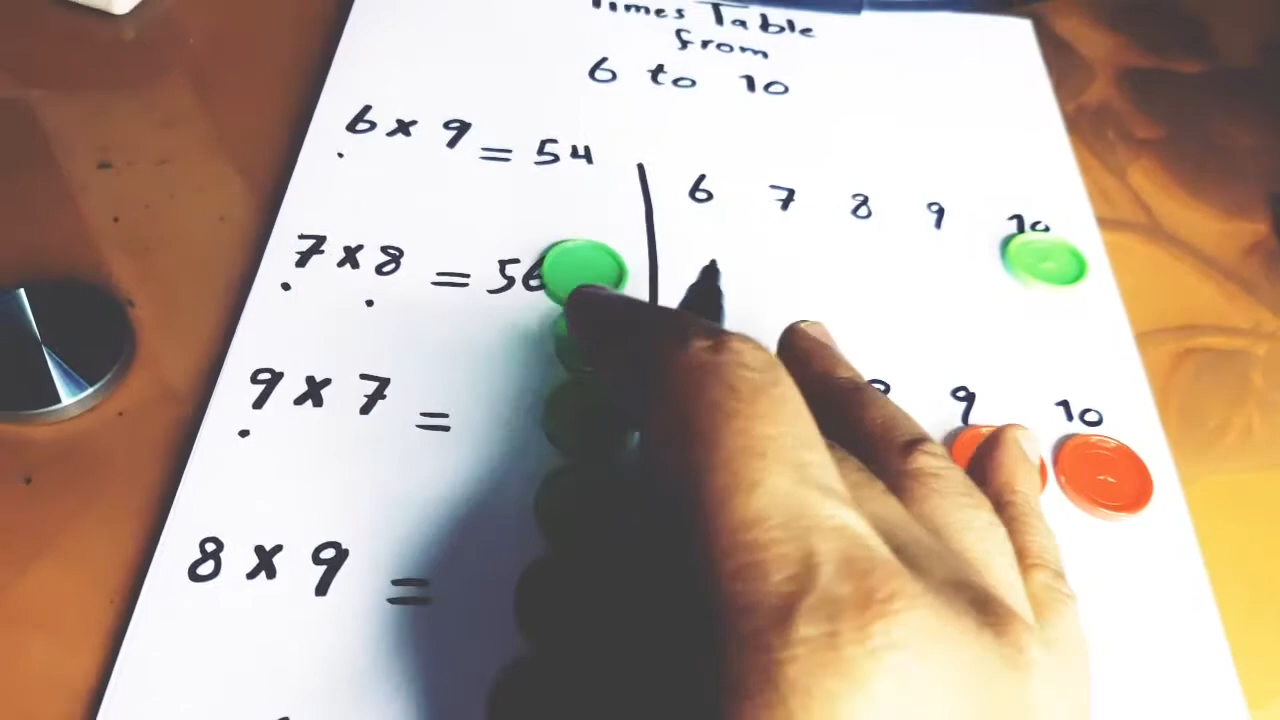 Times Table
from
6 to 10
6 x 9 = 54
7 x 8 = 56
9 x 7 =
8 x 9 =
6 7 8 9 10
8 9 10